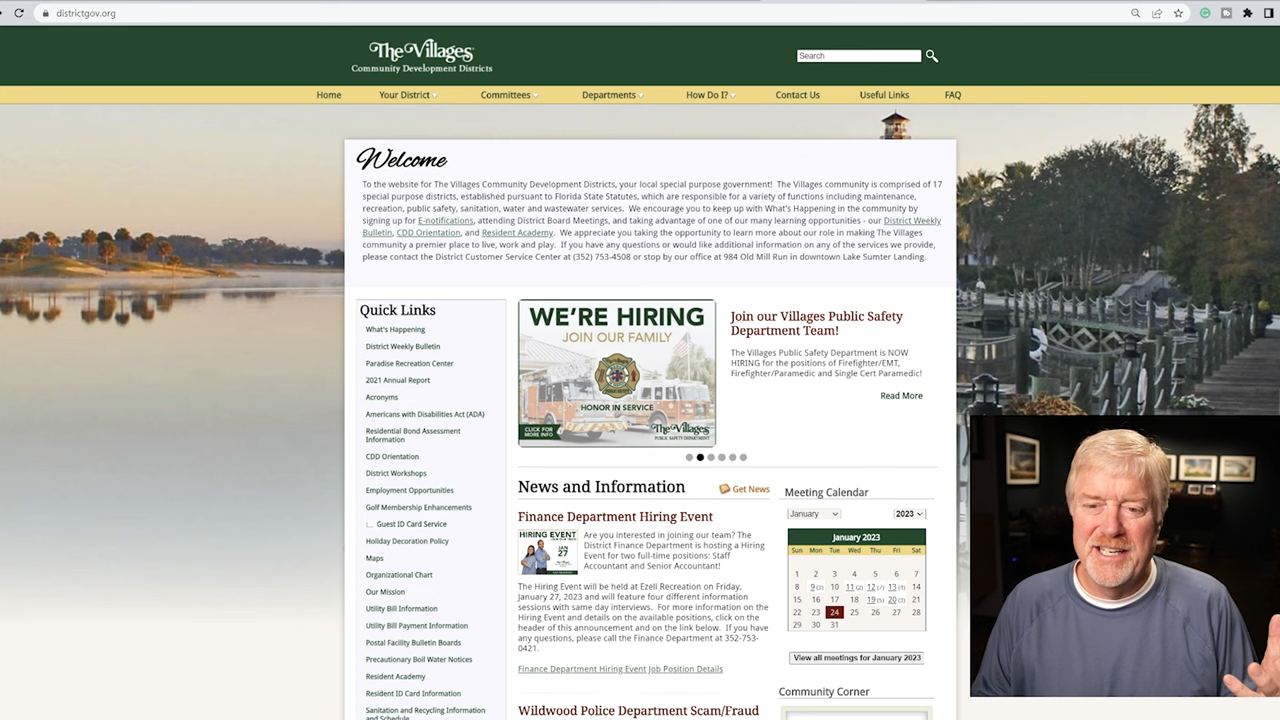 districtgov.org
The Villages
Community Development Districts
Search
Home
Your District
Committees
Departments
How Do I?
Contact Us
Useful Links
FAQ
Welcome
To the website for The Villages Community Development Districts, your local special purpose government! The Villages community is comprised of 17
special purpose districts, established pursuant to Florida State Statutes, which are responsible for a variety of functions including maintenance,
recreation, public safety, sanitation, water and wastewater services. We encourage you to keep up with What's Happening in the community by
signing up for E-notifications, attending District Board Meetings, and taking advantage of one of our many learning opportunities - our District Weekly
Bulletin, CDD Orientation, and Resident Academy. We appreciate you taking the opportunity to learn more about our role in making The Villages
community a premier place to live, work and play. If you have any questions or would like additional information on any of the services we provide,
please contact the District Customer Service Center at (352) 753-4508 or stop by our office at 984 Old Mill Run in downtown Lake Sumter Landing.
Quick Links
What's Happening
District Weekly Bulletin
Paradise Recreation Center
2021 Annual Report
Acronyms
Americans with Disabilities Act (ADA)
Residential Bond Assessment
Information
CDD Orientation
District Workshops
Employment Opportunities
Golf Membership Enhancements
Guest ID Card Service
Holiday Decoration Policy
Maps
Organizational Chart
Our Mission
Utility Bill Information
Utility Bill Payment Information
Postal Facility Bulletin Boards
Precautionary Boil Water Notices
Resident Academy
Resident ID Card Information
Sanitation and Recycling Information
and Schedule
WE'RE HIRING
JOIN OUR FAMILY
HONOR IN SERVICE
CLICK FOR
MORE INFO
The Villages
PUBLIC SAFETY DEPARTMENT
Join our Villages Public Safety
Department Team!
The Villages Public Safety Department is NOW
HIRING for the positions of Firefighter/EMT,
Firefighter/Paramedic and Single Cert Paramedic!
Read More
News and Information
Get News
Finance Department Hiring Event
HIRING EVENT
JAN
27
Are you interested in joining our team? The
District Finance Department is hosting a Hiring
Event for two full-time positions: Staff
Accountant and Senior Accountant!
The Hiring Event will be held at Ezell Recreation on Friday,
January 27, 2023 and will feature four different information
sessions with same day interviews. For more information on the
Hiring Event and details on the available positions, click on the
header of this announcement and on the link below. If you have
any questions, please call the Finance Department at 352-753-
0421.
Finance Department Hiring Event Job Position Details
Wildwood Police Department Scam/Fraud
Meeting Calendar
January 2023
January 2023
Sun Mon Tue Wed Thu Fri Sat
1 2 3 4 5 6 7
8 9 (3) 10 11 (2) 12 (7) 13 (4) 14
15 16 17 18 19 (5) 20 (3) 21
22 23 24 25 26 27 28
29 30 31
View all meetings for January 2023
Community Corner